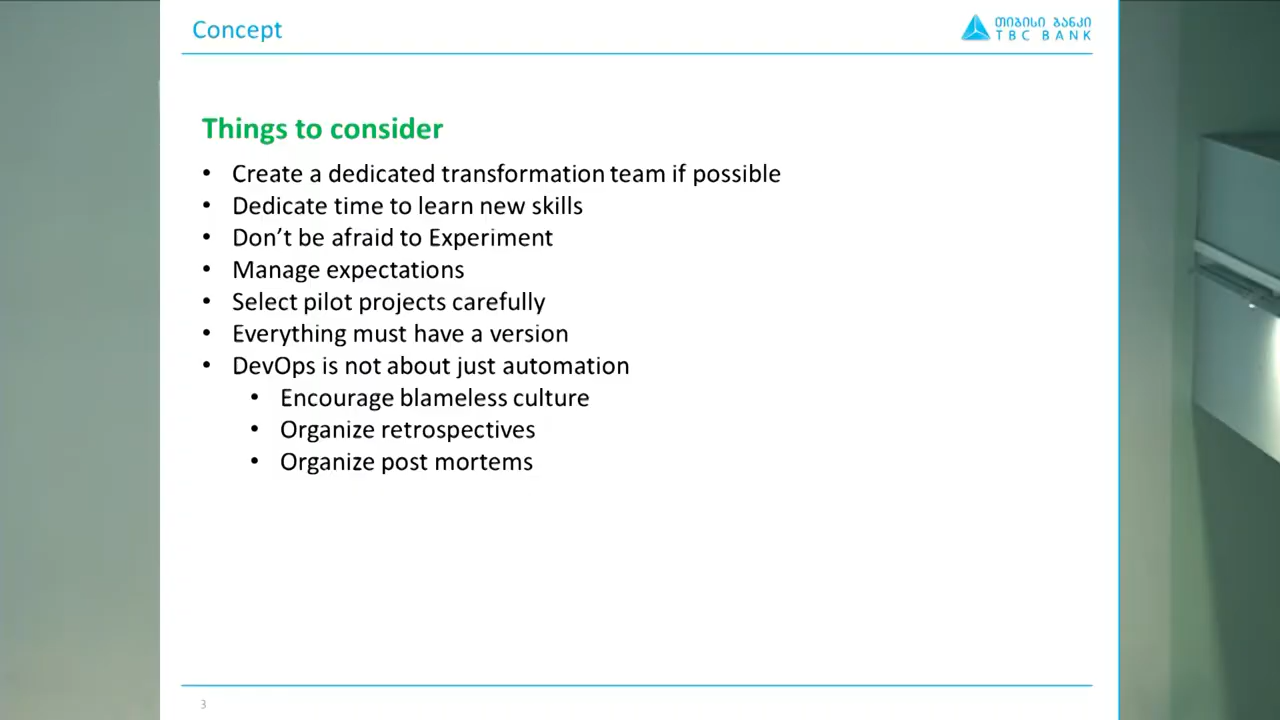 Concept
თიბისი ბანკი
TBC BANK
Things to consider
• Create a dedicated transformation team if possible
• Dedicate time to learn new skills
• Don’t be afraid to Experiment
• Manage expectations
• Select pilot projects carefully
• Everything must have a version
• DevOps is not about just automation
• Encourage blameless culture
• Organize retrospectives
• Organize post mortems
3